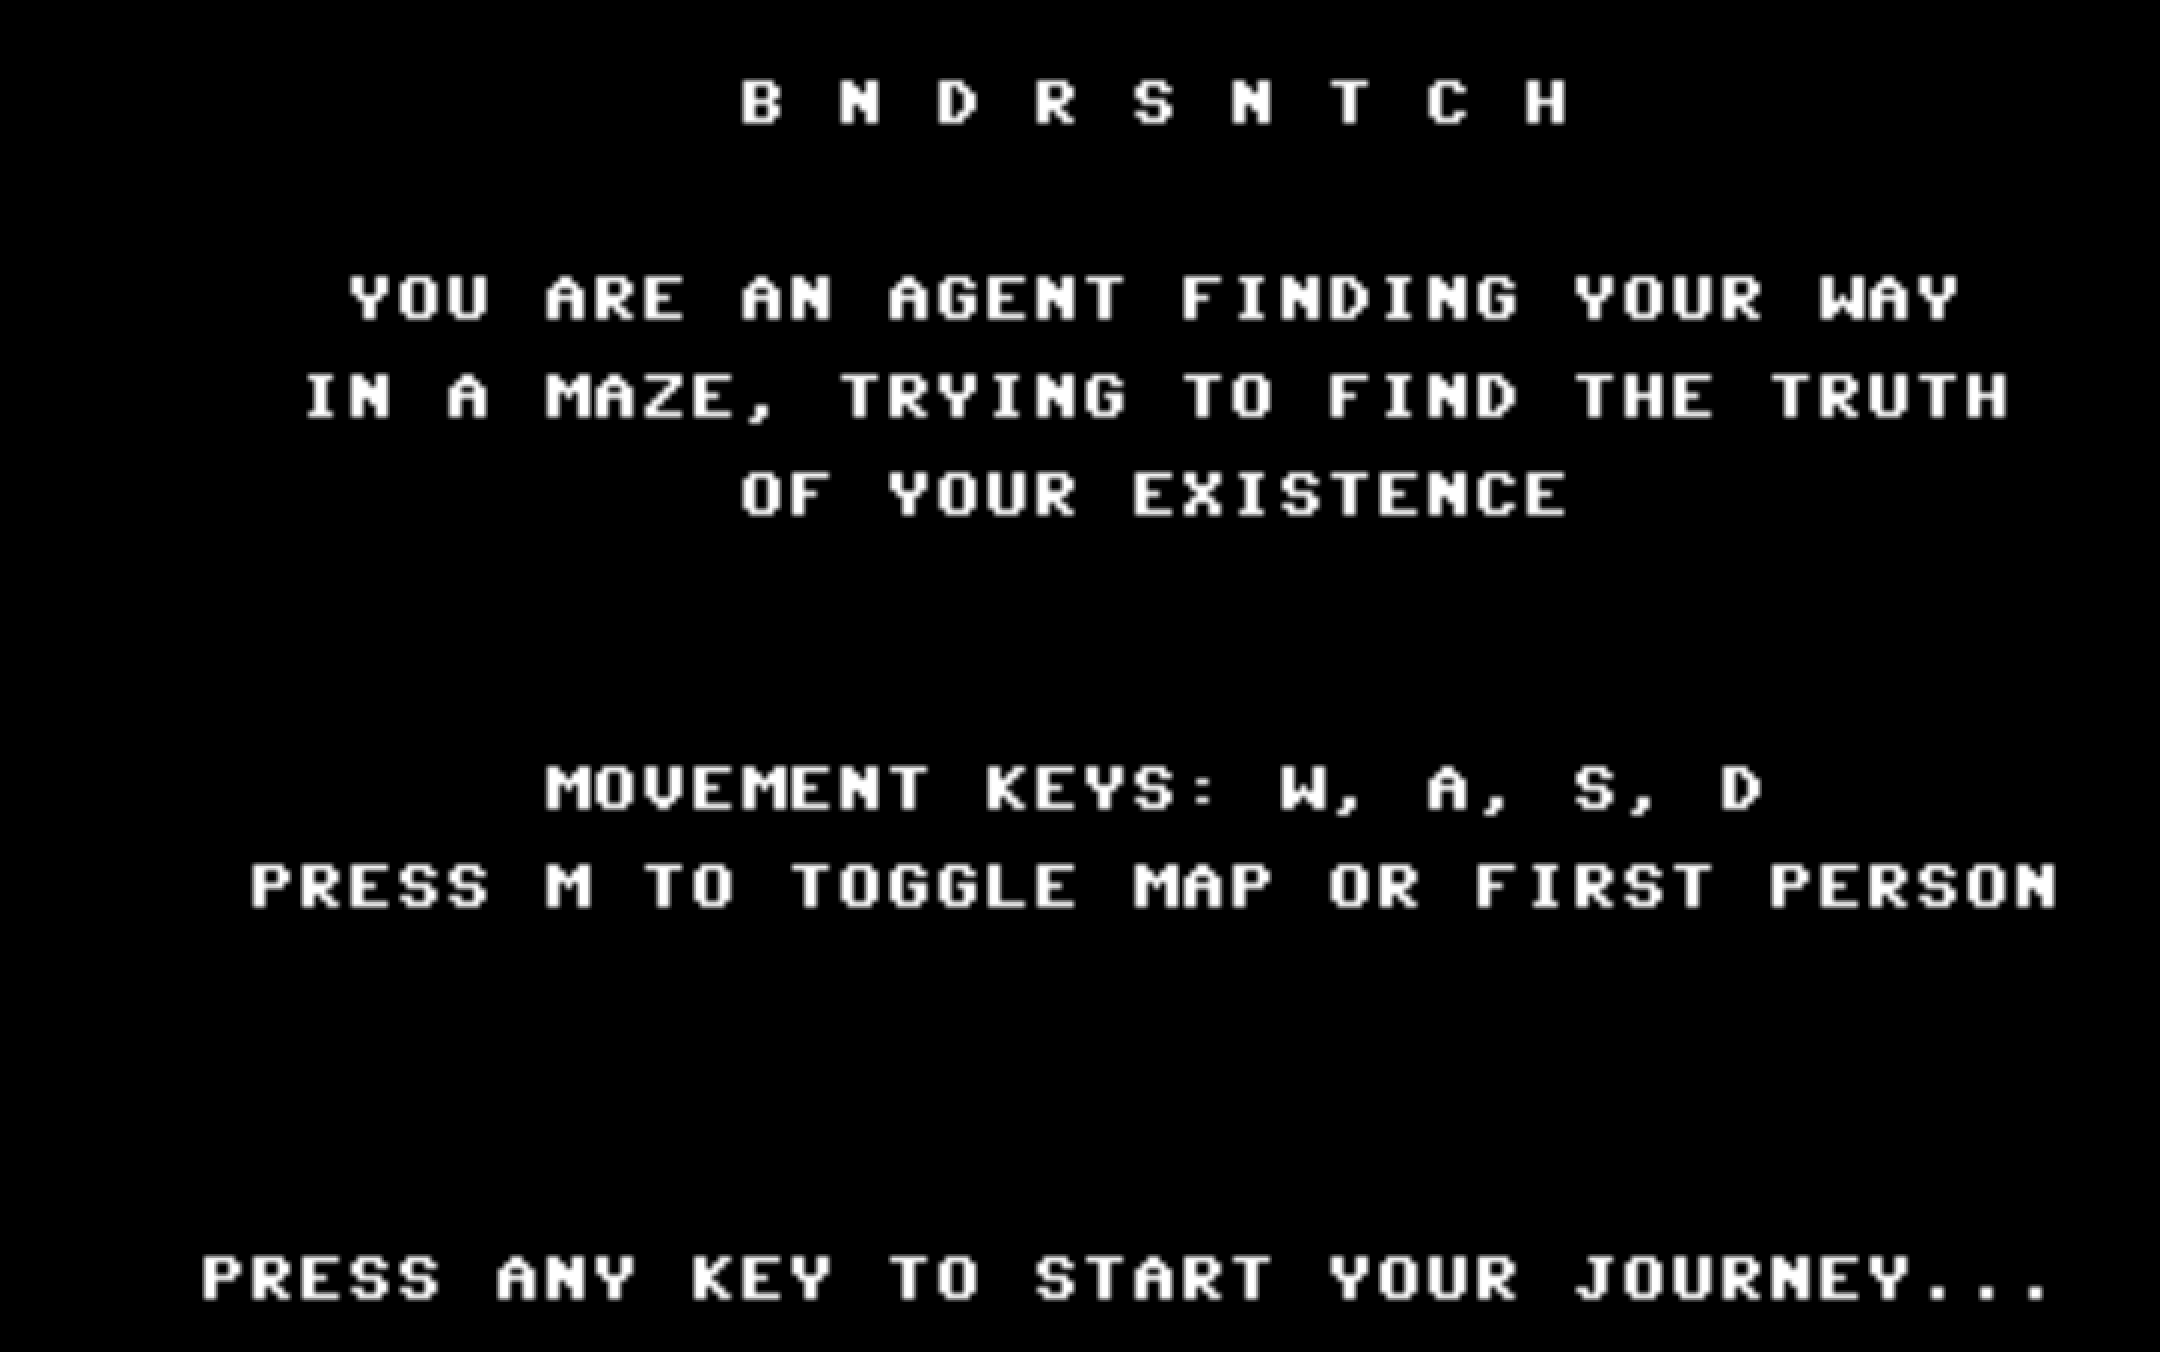 B N D R S N T C H
YOU ARE AN AGENT FINDING YOUR WAY
IN A MAZE, TRYING TO FIND THE TRUTH
OF YOUR EXISTENCE
MOVEMENT KEYS: W, A, S, D
PRESS M TO TOGGLE MAP OR FIRST PERSON
PRESS ANY KEY TO START YOUR JOURNEY...